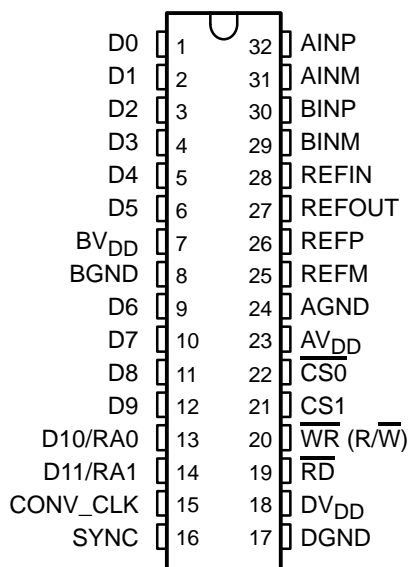 D0 1 32 AINP
D1 2 31 AINM
D2 3 30 BINP
D3 4 29 BINM
D4 5 28 REFIN
D5 6 27 REFOUT
BVDD 7 26 REFP
BGND 8 25 REFM
D6 9 24 AGND
D7 10 23 AVDD
D8 11 22 C̅S̅0̅
D9 12 21 CS1
D10/RA0 13 20 W̅R̅ (R/W̅)
D11/RA1 14 19 R̅D̅
CONV_CLK 15 18 DVDD
SYNC 16 17 DGND